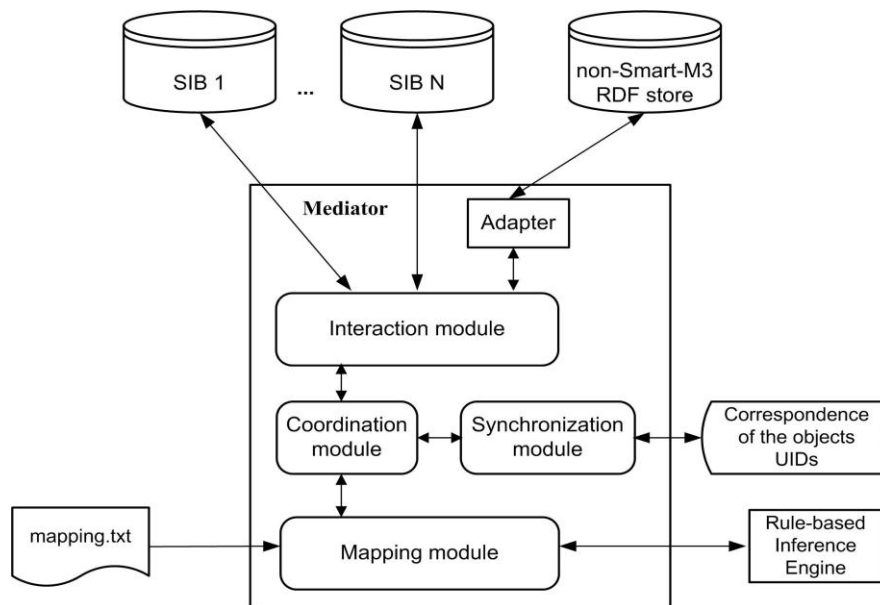 SIB 1
...
SIB N
non-Smart-M3
RDF store
Mediator
Adapter
Interaction module
Coordination
module
Synchronization
module
Correspondence
of the objects
UIDs
mapping.txt
Mapping module
Rule-based
Inference
Engine